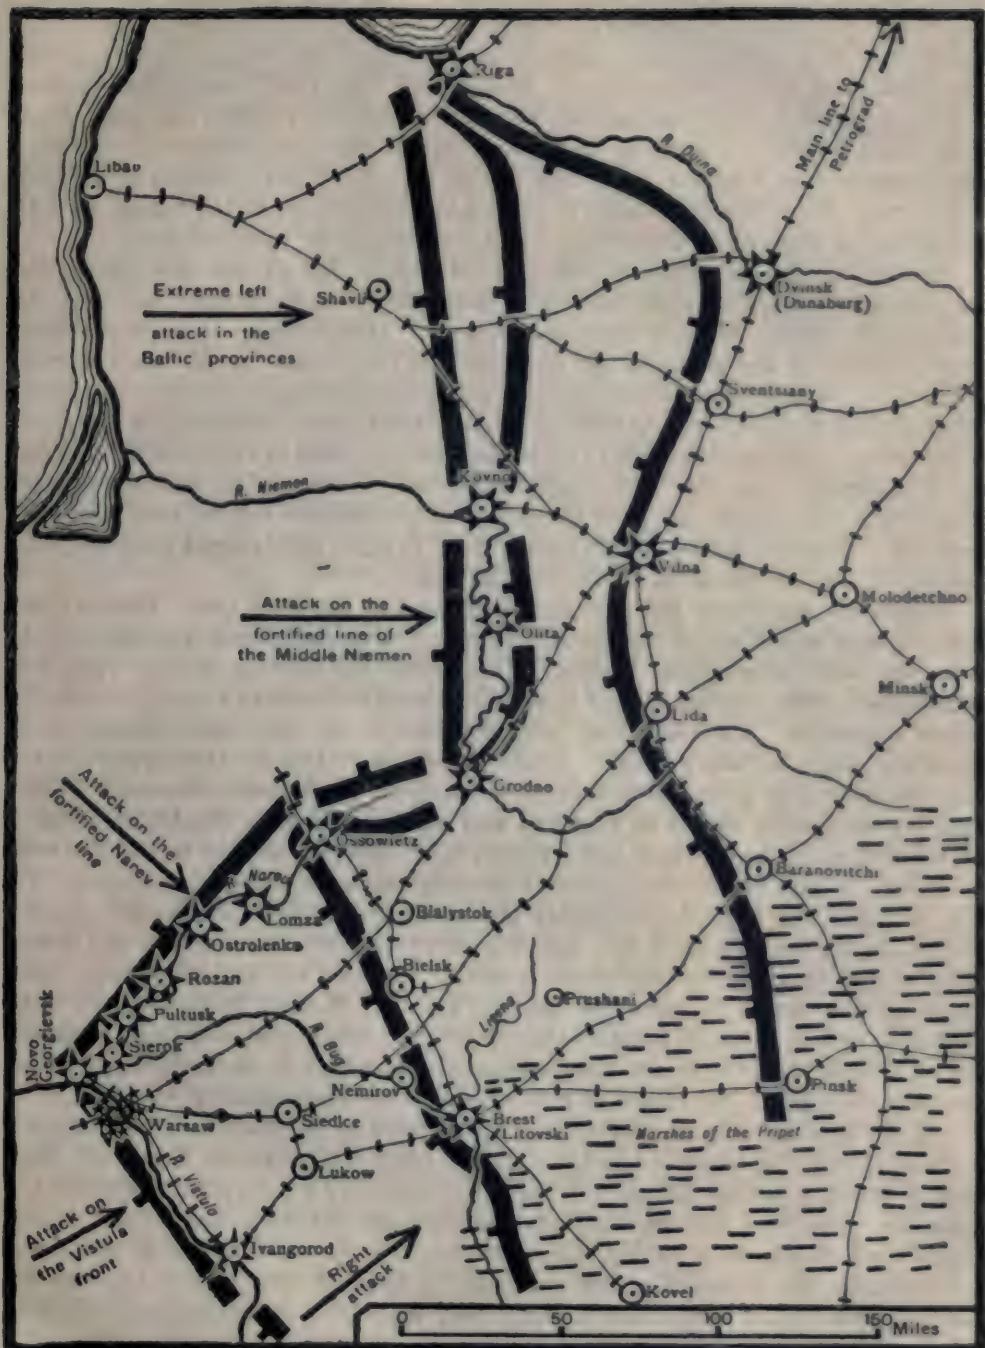 Riga
R. Dvina
Main line to
Petrograd
Libau
Extreme left
attack in the
Baltic provinces
Shavli
Dvinsk
(Dunaburg)
Sventsiany
Kovno
R. Niemen
Vilna
Molodetchno
Attack on the
fortified line of
the Middle Niemen
Olita
Minsk
Lida
Grodno
Attack on the
fortified Narev
line
Ossowietz
R. Narev
Lomza
Ostrolenka
Baranovitchi
Bialystok
Bielsk
Rozan
Prushani
Pultusk
Novo
Georgievsk
Sierok
R. Bug
Nemirov
Pinsk
Warsaw
Siedlce
Brest
Litovski
Marshes of the Pripet
Lukow
R. Vistula
Attack on
the Vistula
front
Ivangorod
Right
attack
Kovel
0 50 100 150 Miles